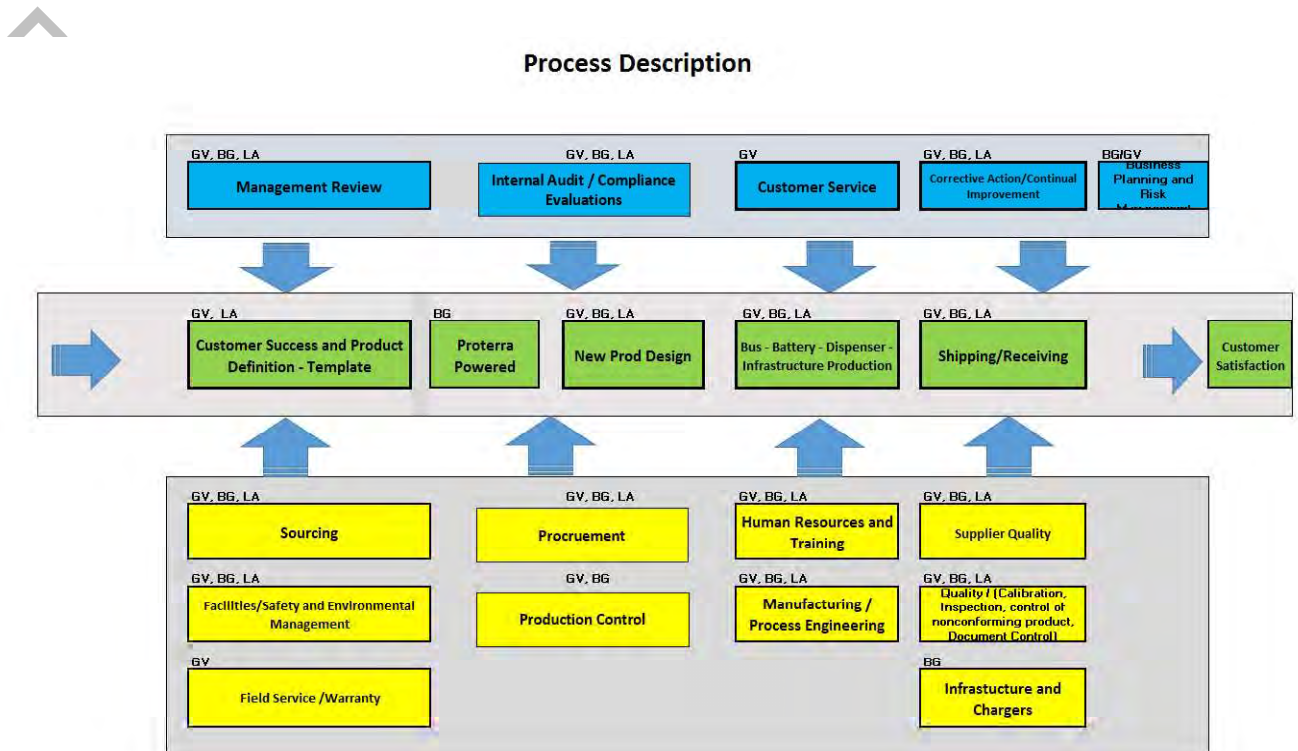 Process Description
GV, BG, LA
Management Review
GV, BG, LA
Internal Audit / Compliance
Evaluations
GV
Customer Service
GV, BG, LA
Corrective Action/Continual
Improvement
BG/GV
Business
Planning and
Risk
GV, LA
Customer Success and Product
Definition - Template
BG
Proterra
Powered
GV, BG, LA
New Prod Design
GV, BG, LA
Bus - Battery - Dispenser -
Infrastructure Production
GV, BG, LA
Shipping/Receiving
Customer
Satisfaction
GV, BG, LA
Sourcing
GV, BG, LA
Procruement
GV, BG, LA
Human Resources and
Training
GV, BG, LA
Supplier Quality
GV, BG, LA
Facilities/Safety and Environmental
Management
GV, BG
Production Control
GV, BG, LA
Manufacturing /
Process Engineering
GV, BG, LA
Quality / (Calibration,
Inspection, control of
nonconforming product,
Document Control)
GV
Field Service /Warranty
BG
Infrastucture and
Chargers